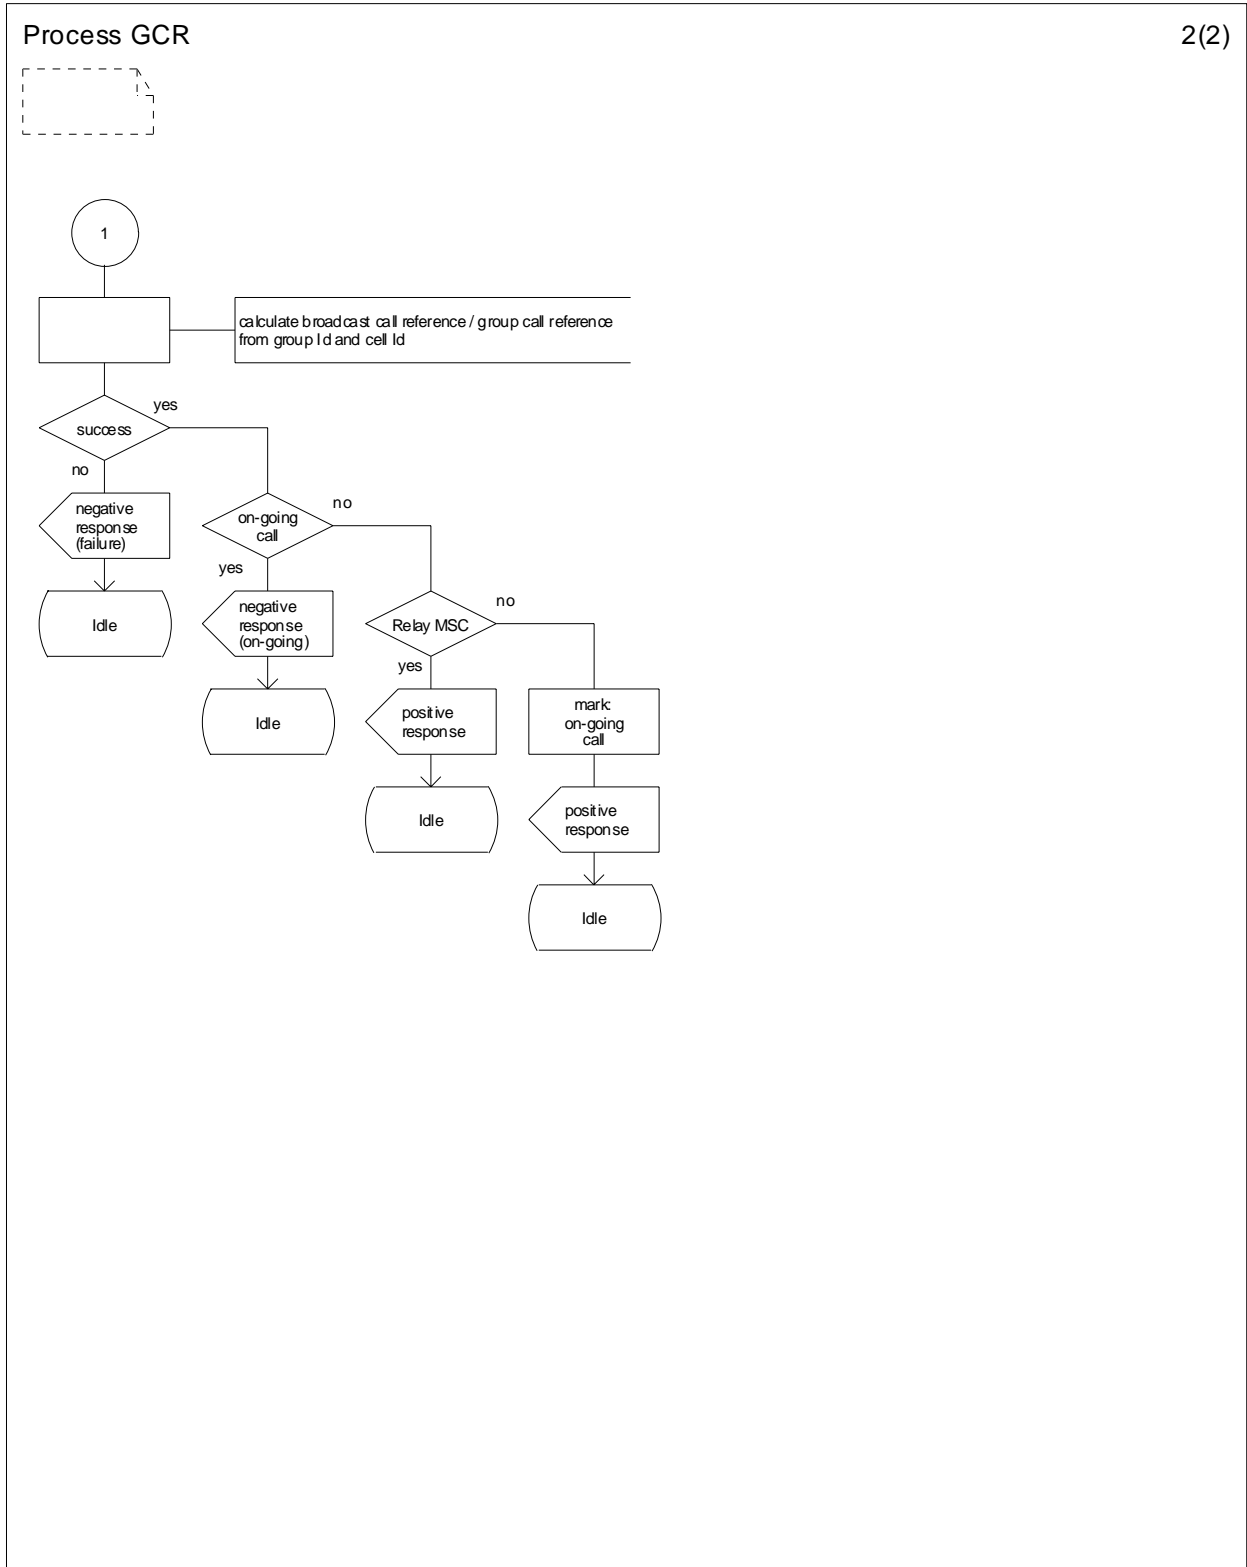 Process GCR
2(2)
1
calculate broadcast call reference / group call reference
from group Id and cell Id
yes
success
no
negative
response
(failure)
no
on-going
call
yes
Idle
negative
response
(on-going)
no
Relay MSC
yes
Idle
positive
response
mark:
on-going
call
Idle
positive
response
Idle